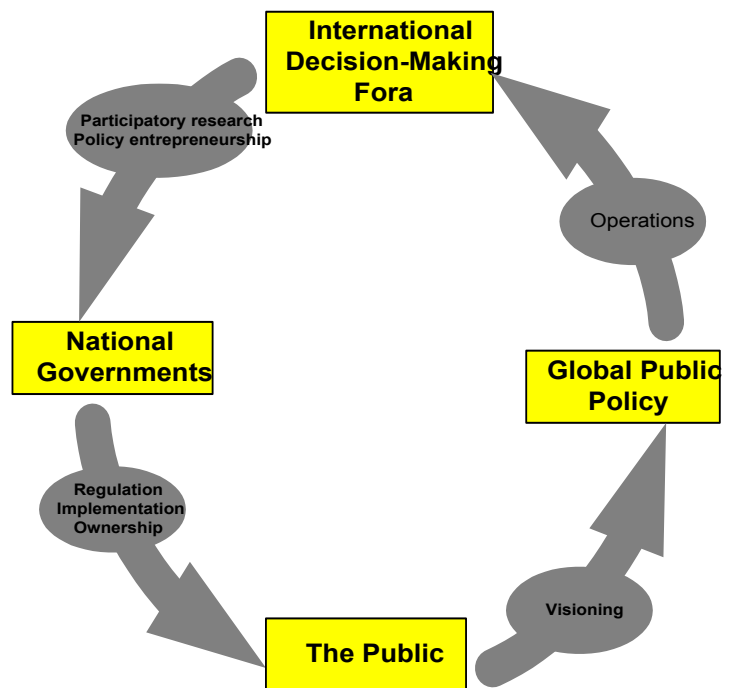 International
Decision-Making
Fora
Participatory research
Policy entrepreneurship
Operations
National
Governments
Global Public
Policy
Regulation
Implementation
Ownership
Visioning
The Public